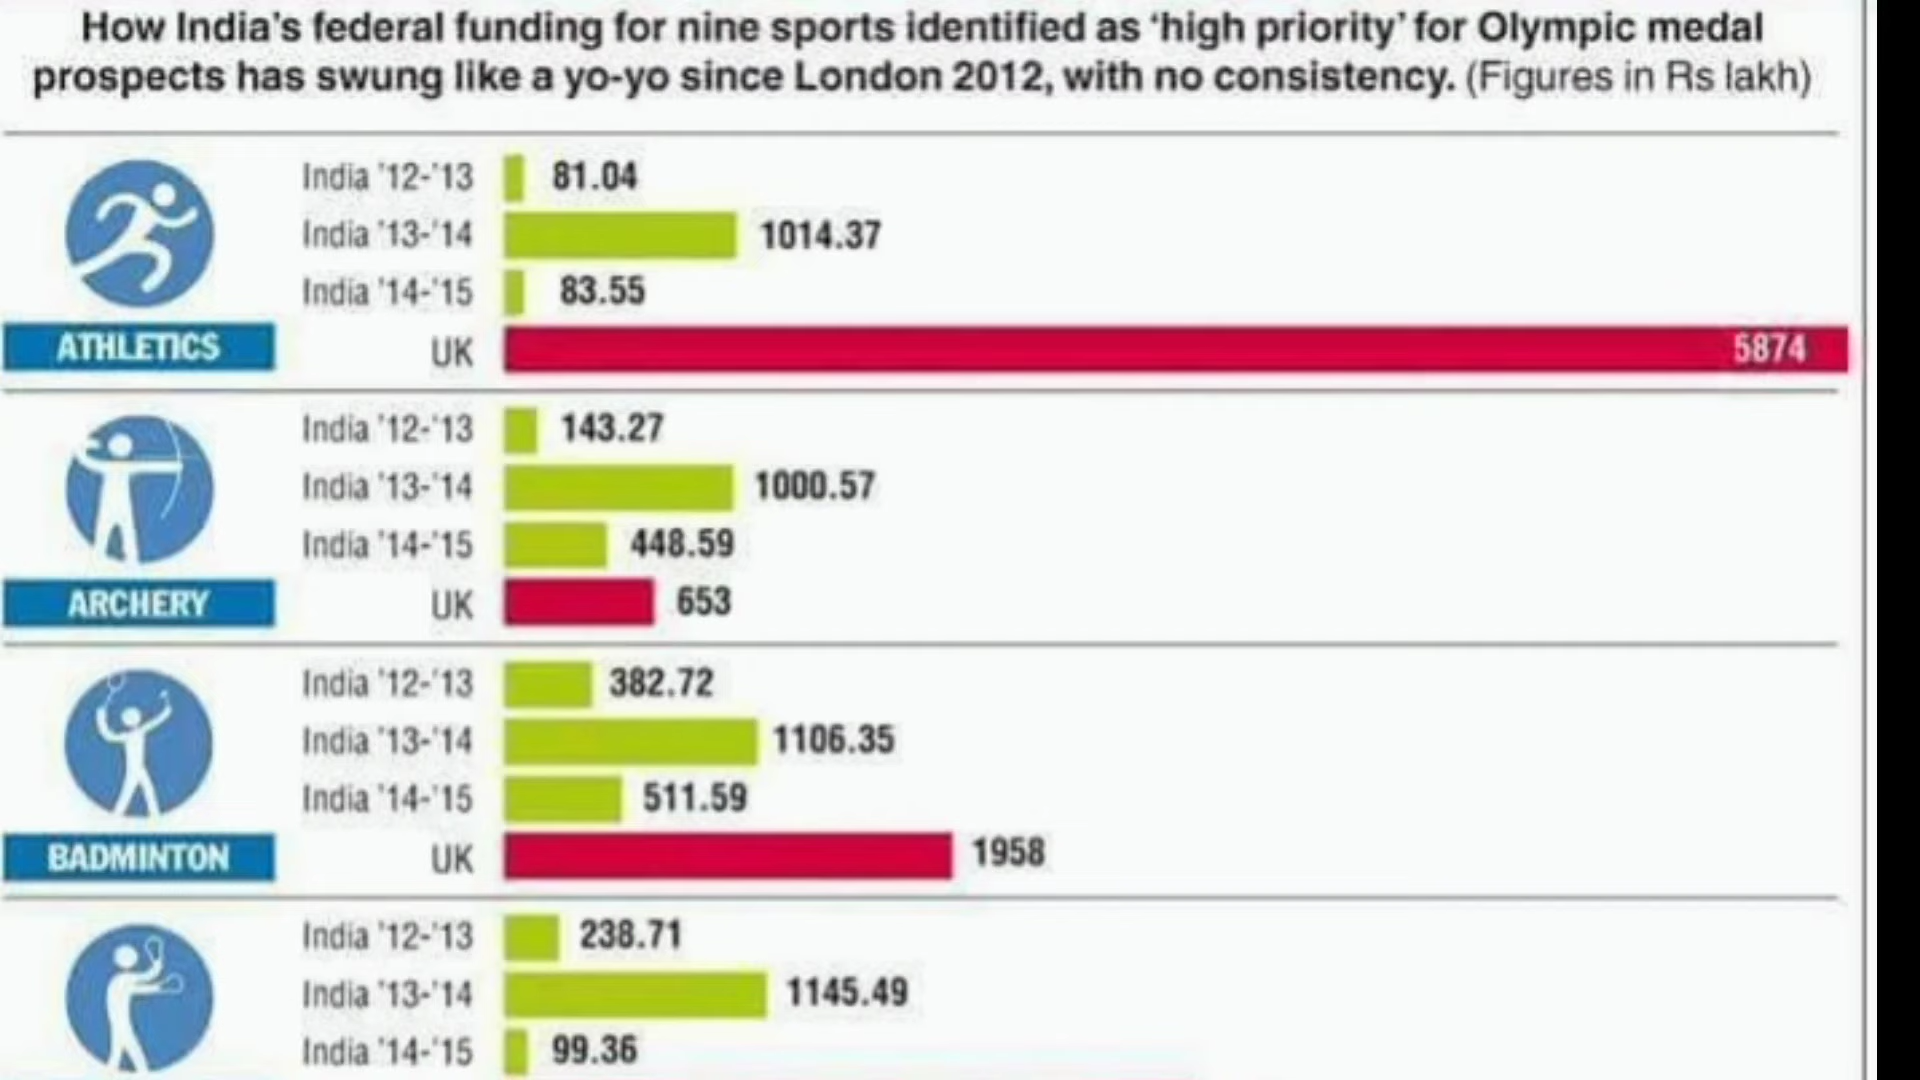 How India's federal funding for nine sports identified as 'high priority' for Olympic medal
prospects has swung like a yo-yo since London 2012, with no consistency. (Figures in Rs lakh)
India '12-'13 81.04
India '13-'14 1014.37
India '14-'15 83.55
ATHLETICS UK 5874
India '12-'13 143.27
India '13-'14 1000.57
India '14-'15 448.59
ARCHERY UK 653
India '12-'13 382.72
India '13-'14 1106.35
India '14-'15 511.59
BADMINTON UK 1958
India '12-'13 238.71
India '13-'14 1145.49
India '14-'15 99.36